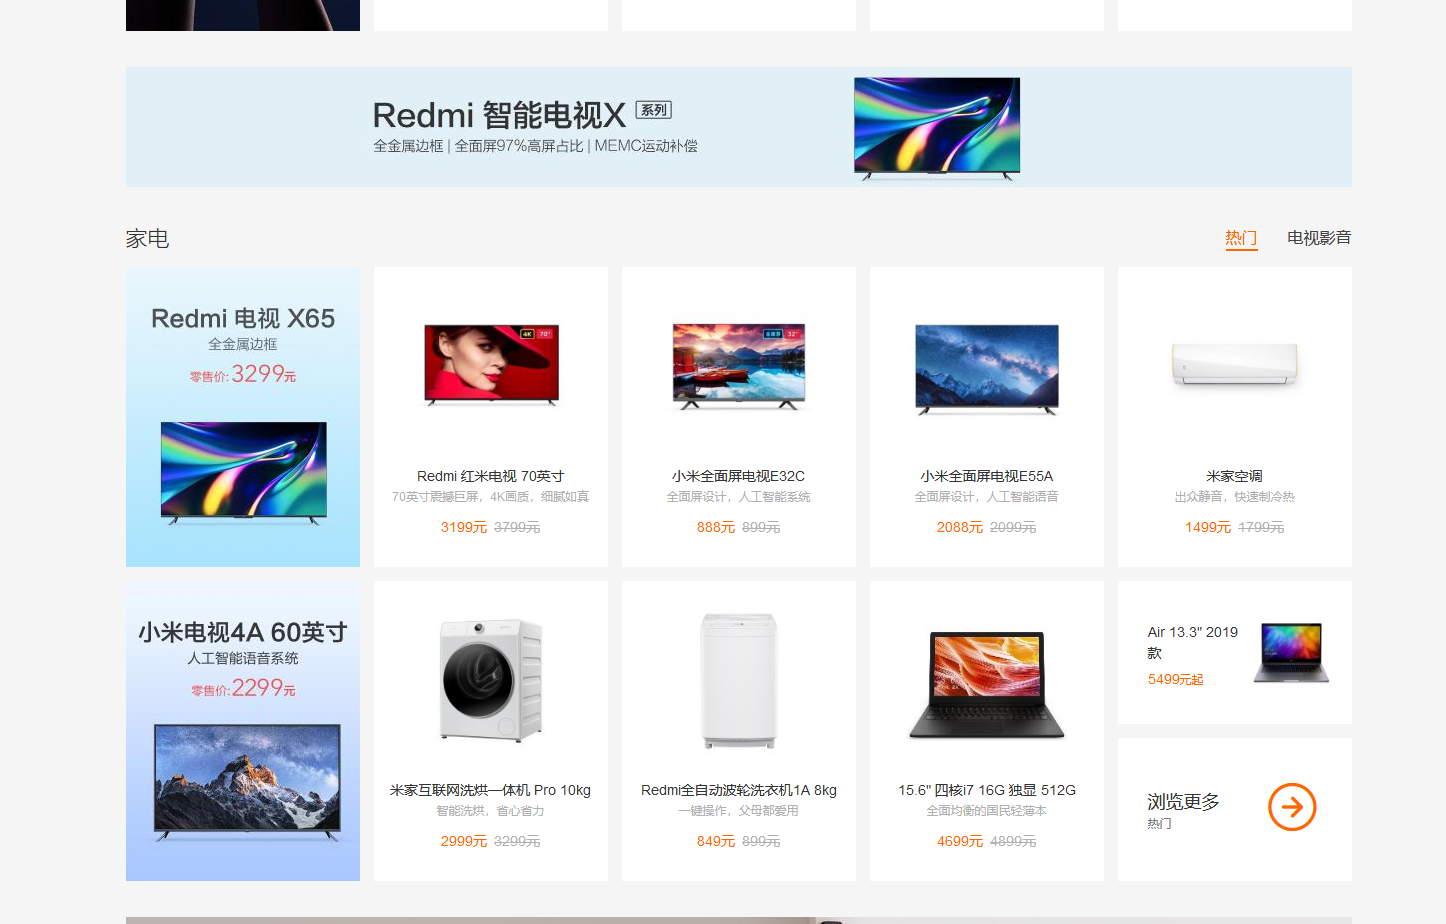 Redmi 智能电视X 系列
全金属边框 | 全面屏97%高屏占比 | MEMC运动补偿
家电
热门 电视影音
Redmi 电视 X65
全金属边框
零售价:3299元
4K 70"
Redmi 红米电视 70英寸
70英寸震撼巨屏，4K画质，细腻如真
3199元 3799元
全面屏 32"
小米全面屏电视E32C
全面屏设计，人工智能系统
888元 899元
小米全面屏电视E55A
全面屏设计，人工智能语音
2088元 2099元
米家空调
出众静音，快速制冷热
1499元 1799元
小米电视4A 60英寸
人工智能语音系统
零售价:2299元
米家互联网洗烘一体机 Pro 10kg
智能洗烘，省心省力
2999元 3299元
Redmi全自动波轮洗衣机1A 8kg
一键操作，父母都爱用
849元 899元
15.6" 四核i7 16G 独显 512G
全面均衡的国民轻薄本
4699元 4899元
Air 13.3" 2019
款
5499元起
浏览更多
热门